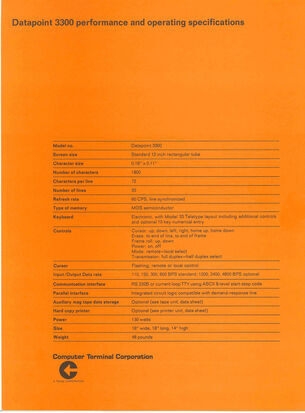 Datapoint 3300 performance and operating specifications
Model no. Datapoint 3300
Screen size Standard 12 inch rectangular tube
Character size 0.18" x 0.11"
Number of characters 1800
Characters per line 72
Number of lines 25
Refresh rate 60 CPS, line synchronized
Type of memory MOS semiconductor
Keyboard Electronic, with Model 33 Teletype layout including additional controls
and optional 10-key numerical entry
Controls Cursor: up, down, left, right, home up, home down
Erase: to end of line, to end of frame
Frame roll: up, down
Power: on, off
Mode: remote-local select
Transmission: full duplex-half duplex select
Cursor Flashing, remote or local control
Input/Output Data rate 110, 150, 300, 600 BPS standard; 1200, 2400, 4800 BPS optional
Communication interface RS 232B or current loop TTY using ASCII 8-level start-stop code
Parallel interface Integrated circuit logic compatible with demand-response line
Auxiliary mag tape data storage Optional (see tape unit, data sheet)
Hard copy printer Optional (see printer unit, data sheet)
Power 130 watts
Size 18" wide, 18" long, 14" high
Weight 48 pounds
Computer Terminal Corporation